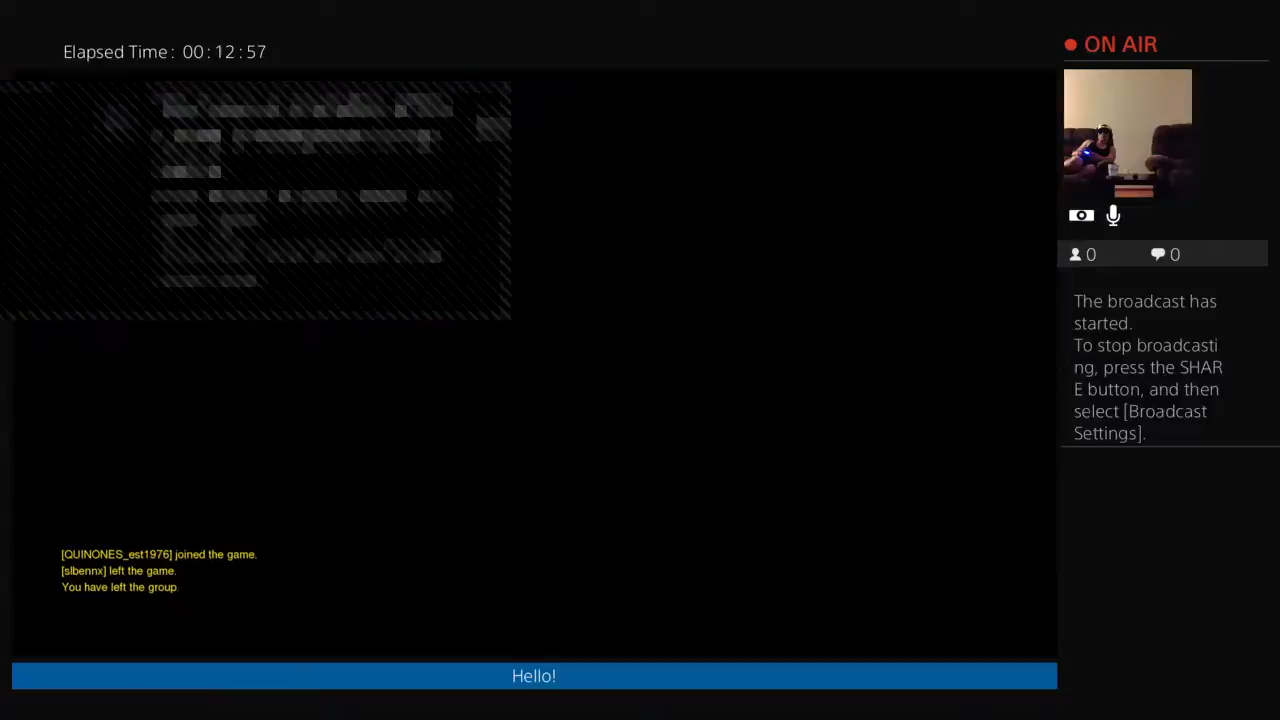 Elapsed Time: 00:12:57
ON AIR
0
0
The broadcast has
started.
To stop broadcasti
ng, press the SHAR
E button, and then
select [Broadcast
Settings].
[QUINONES_est1976] joined the game.
[slbennx] left the game.
You have left the group.
Hello!